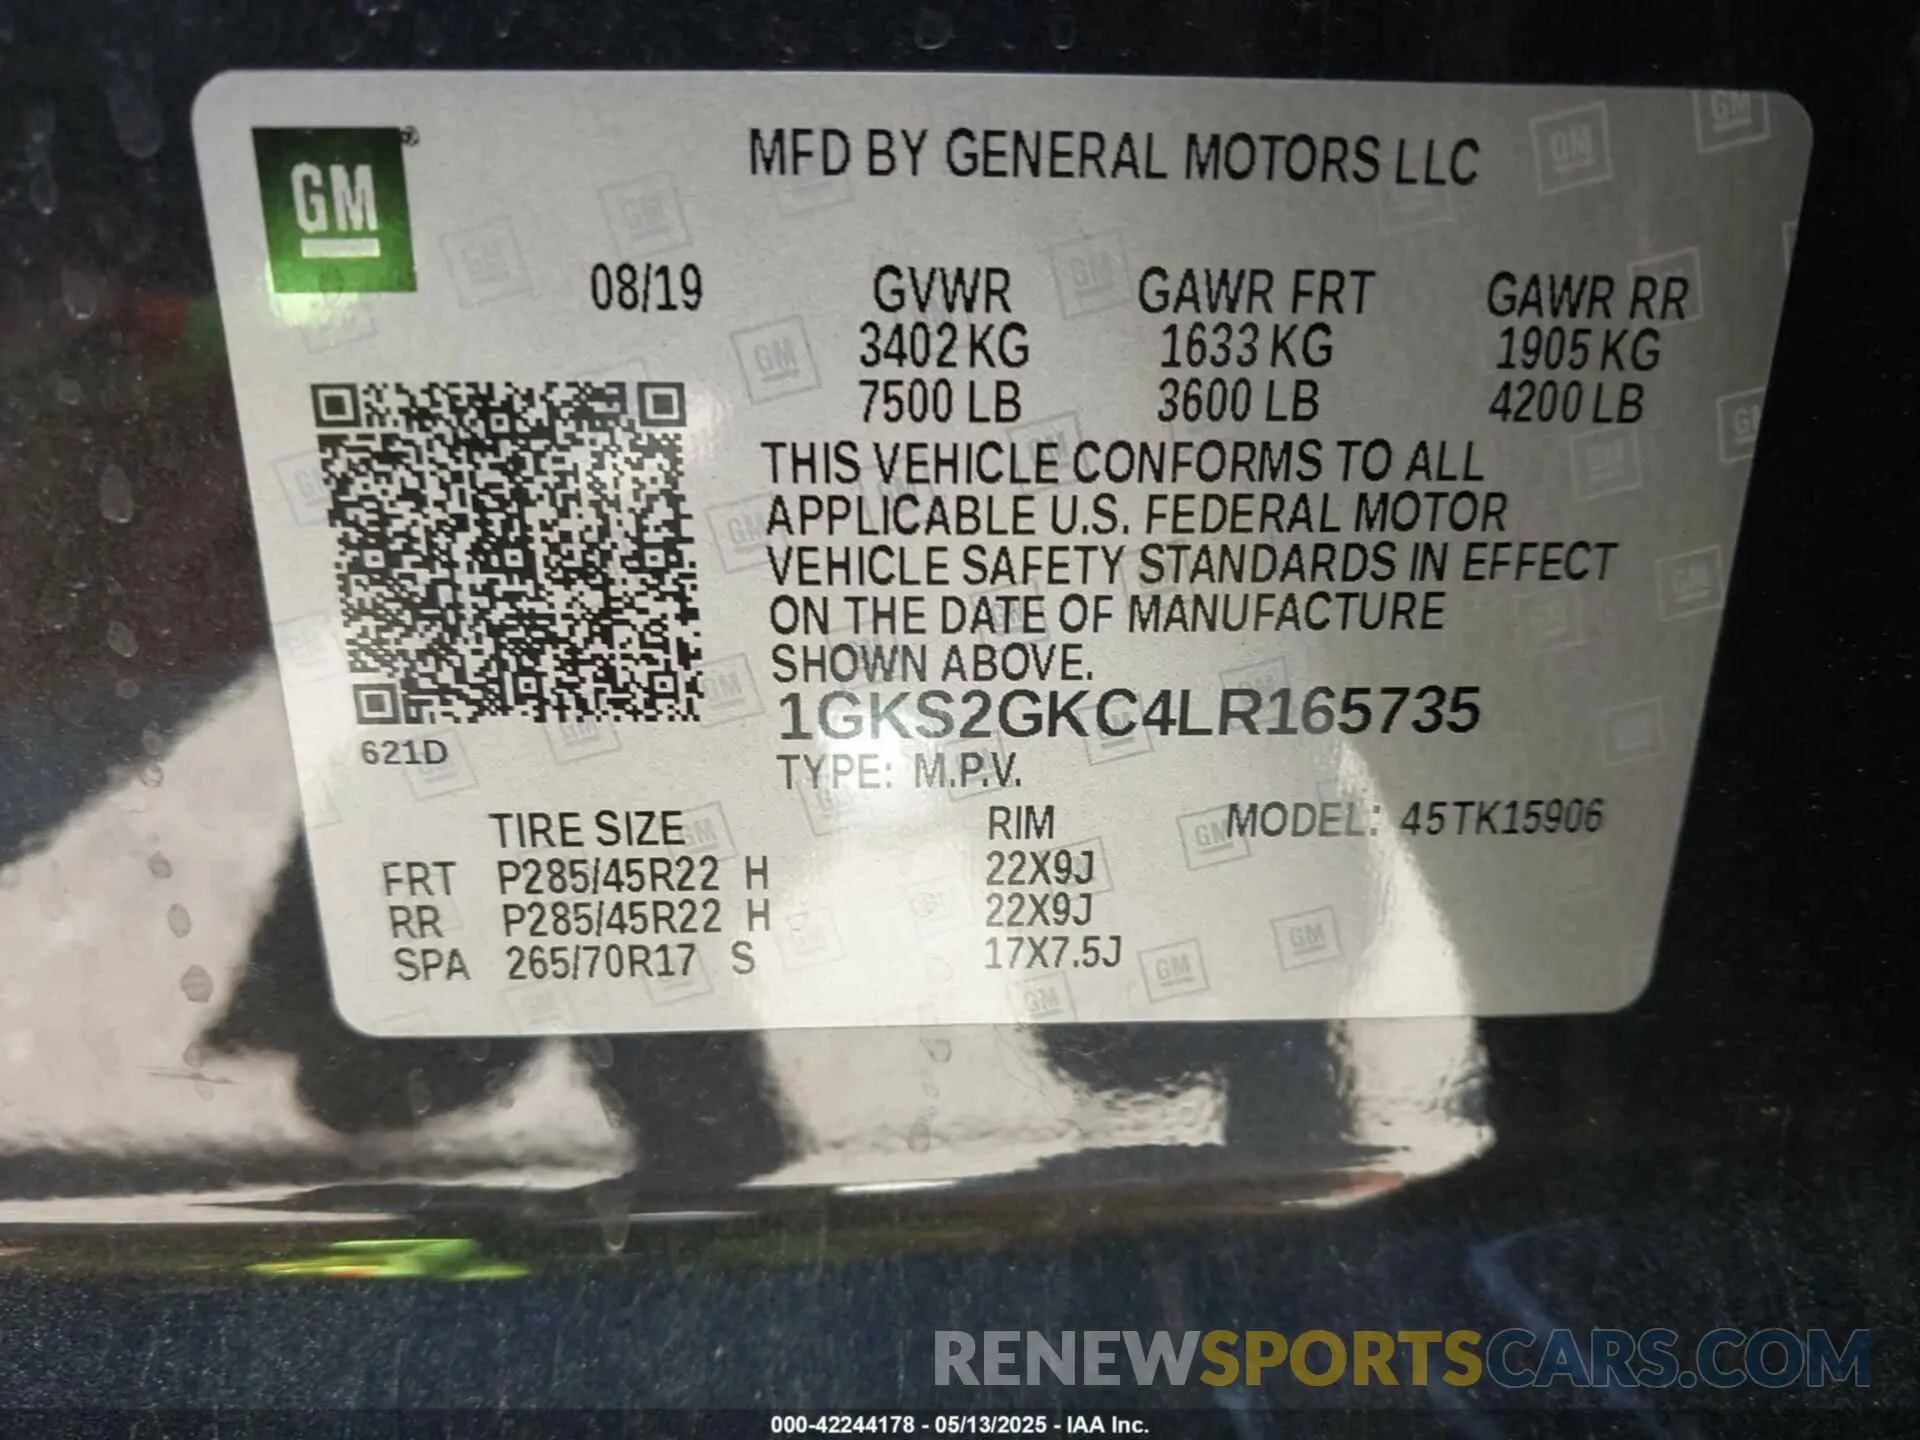 GM ®
MFD BY GENERAL MOTORS LLC
08/19 GVWR GAWR FRT GAWR RR
3402 KG 1633 KG 1905 KG
7500 LB 3600 LB 4200 LB
THIS VEHICLE CONFORMS TO ALL
APPLICABLE U.S. FEDERAL MOTOR
VEHICLE SAFETY STANDARDS IN EFFECT
ON THE DATE OF MANUFACTURE
SHOWN ABOVE.
1GKS2GKC4LR165735
621D
TYPE: M.P.V.
TIRE SIZE RIM MODEL: 45TK15906
FRT P285/45R22 H 22X9J
RR P285/45R22 H 22X9J
SPA 265/70R17 S 17X7.5J
RENEWSPORTSCARS.COM
000-42244178 - 05/13/2025 - IAA Inc.